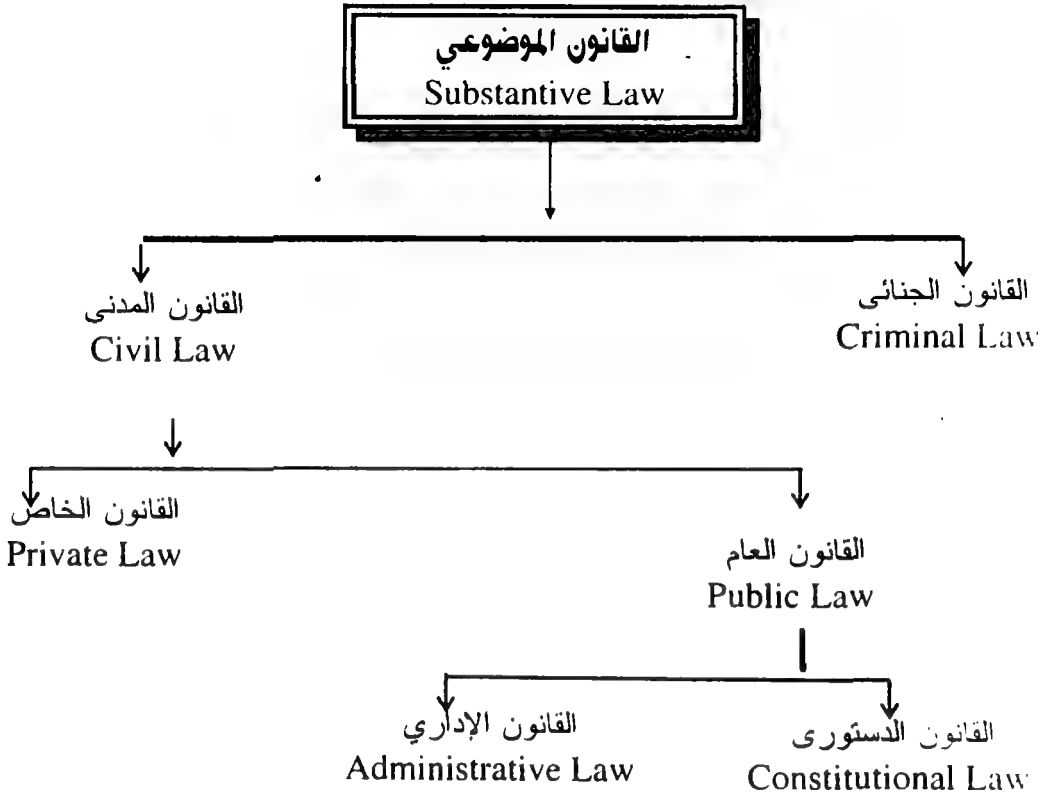 القانون الموضوعي
Substantive Law
القانون المدنى
Civil Law
القانون الجنائى
Criminal Law
القانون الخاص
Private Law
القانون العام
Public Law
القانون الإداري
Administrative Law
القانون الدستورى
Constitutional Law